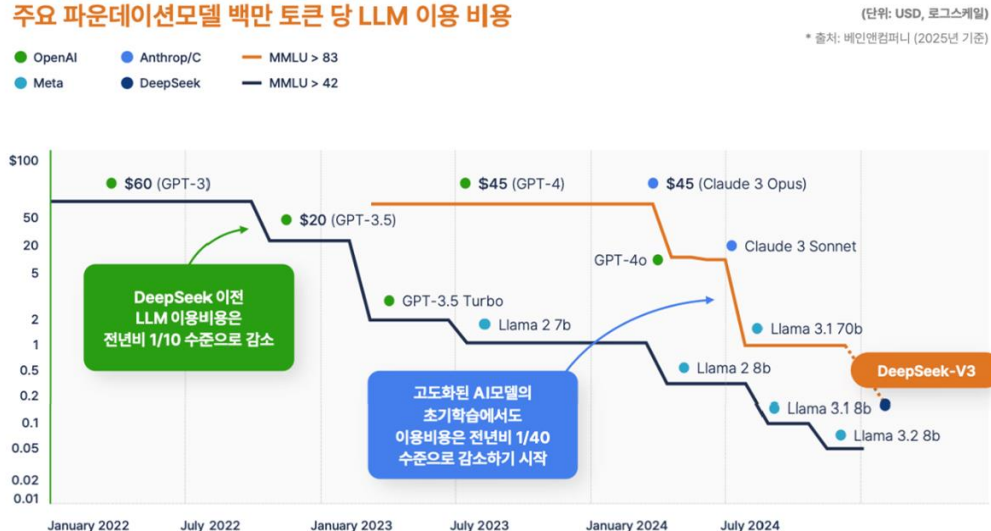 주요 파운데이션모델 백만 토큰 당 LLM 이용 비용
(단위: USD, 로그스케일)
* 출처: 베인앤컴퍼니 (2025년 기준)
OpenAI
Anthrop/C
MMLU > 83
Meta
DeepSeek
MMLU > 42
$100
50
20
5
2
1
0.5
0.2
0.1
0.05
0.02
0.01
$60 (GPT-3)
$45 (GPT-4)
$45 (Claude 3 Opus)
$20 (GPT-3.5)
GPT-4o
Claude 3 Sonnet
DeepSeek 이전
LLM 이용비용은
전년비 1/10 수준으로 감소
GPT-3.5 Turbo
Llama 2 7b
Llama 3.1 70b
Llama 2 8b
DeepSeek-V3
고도화된 AI모델의
초기학습에서도
이용비용은 전년비 1/40
수준으로 감소하기 시작
Llama 3.1 8b
Llama 3.2 8b
January 2022
July 2022
January 2023
July 2023
January 2024
July 2024